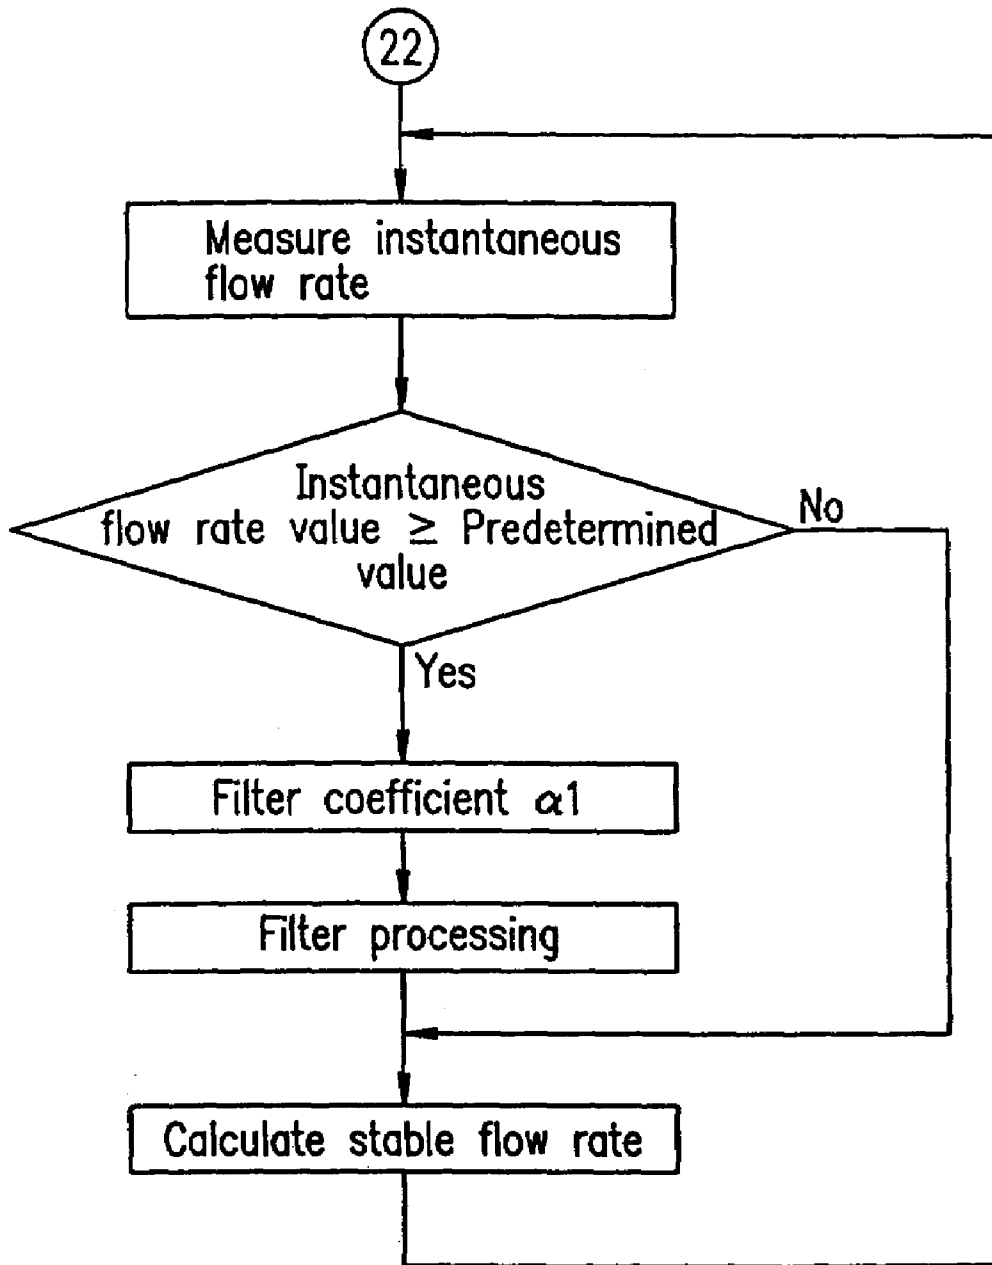 22
Measure instantaneous
flow rate
Instantaneous
flow rate value ≥ Predetermined
value
No
Yes
Filter coefficient α1
Filter processing
Calculate stable flow rate